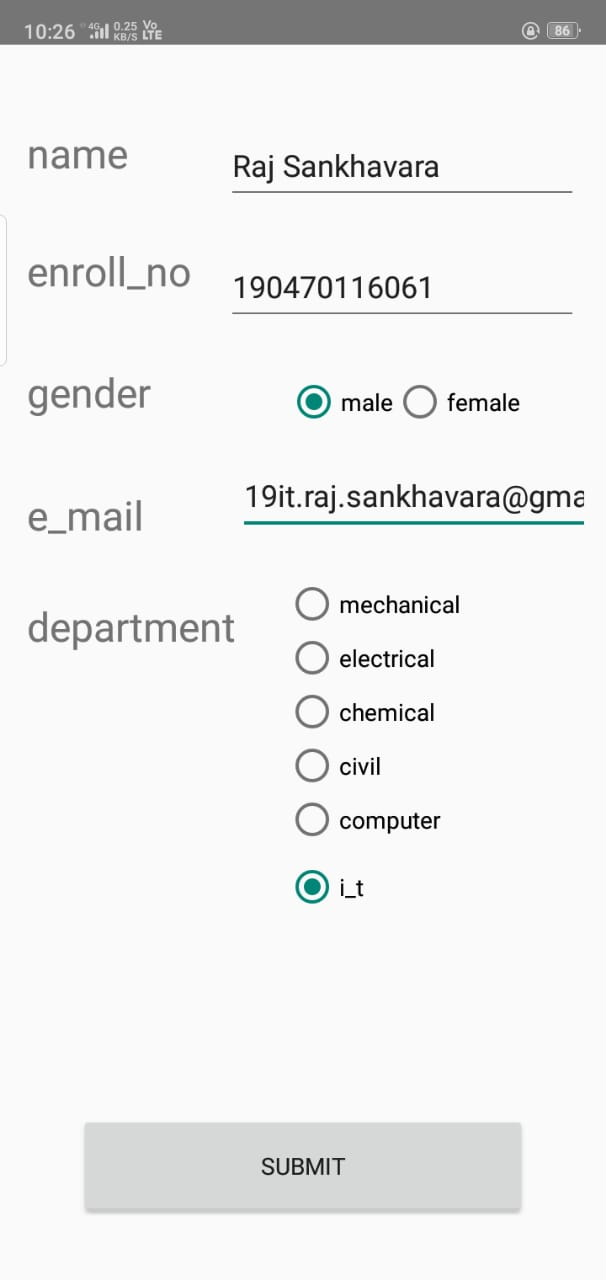 10:26 4G 0.25 KB/S Vo LTE 86
name Raj Sankhavara
enroll_no 190470116061
gender male female
e_mail 19it.raj.sankhavara@gma
department mechanical
electrical
chemical
civil
computer
i_t
SUBMIT